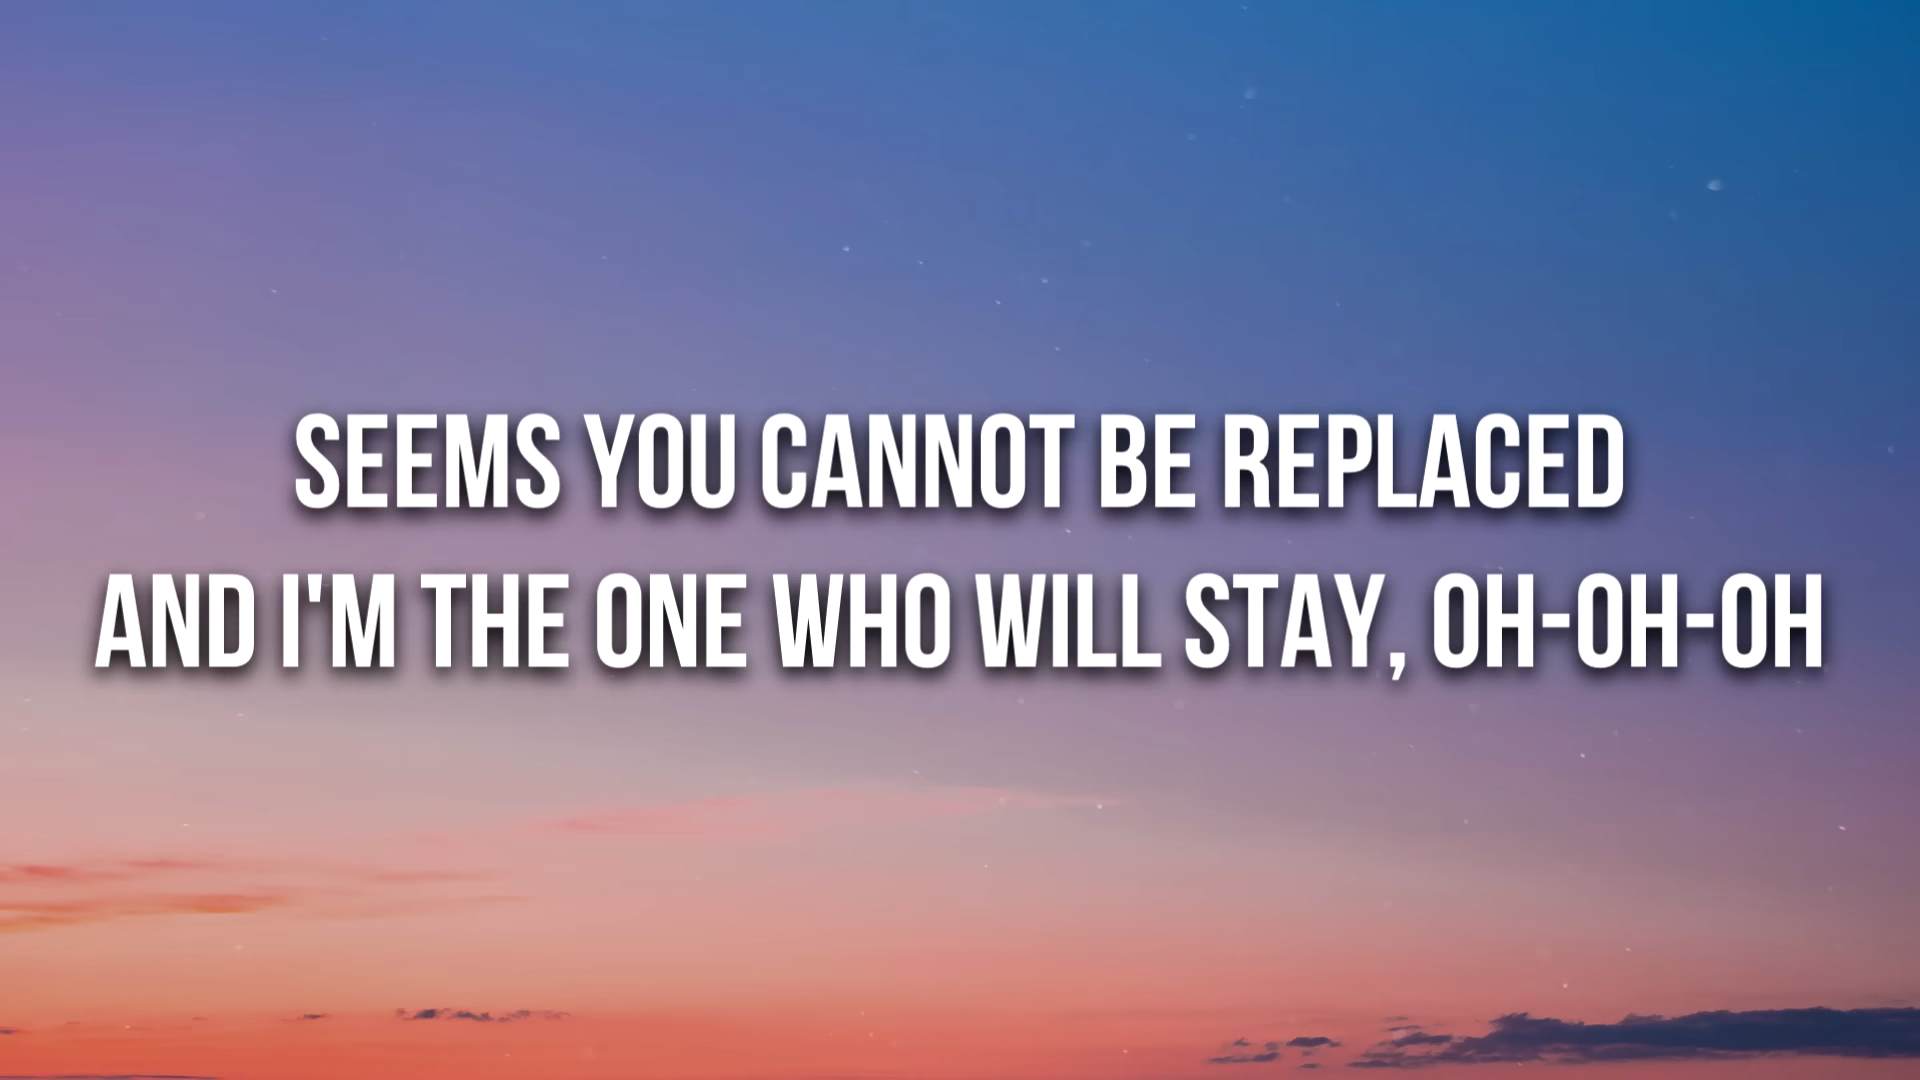 SEEMS YOU CANNOT BE REPLACED
AND I'M THE ONE WHO WILL STAY, OH-OH-OH